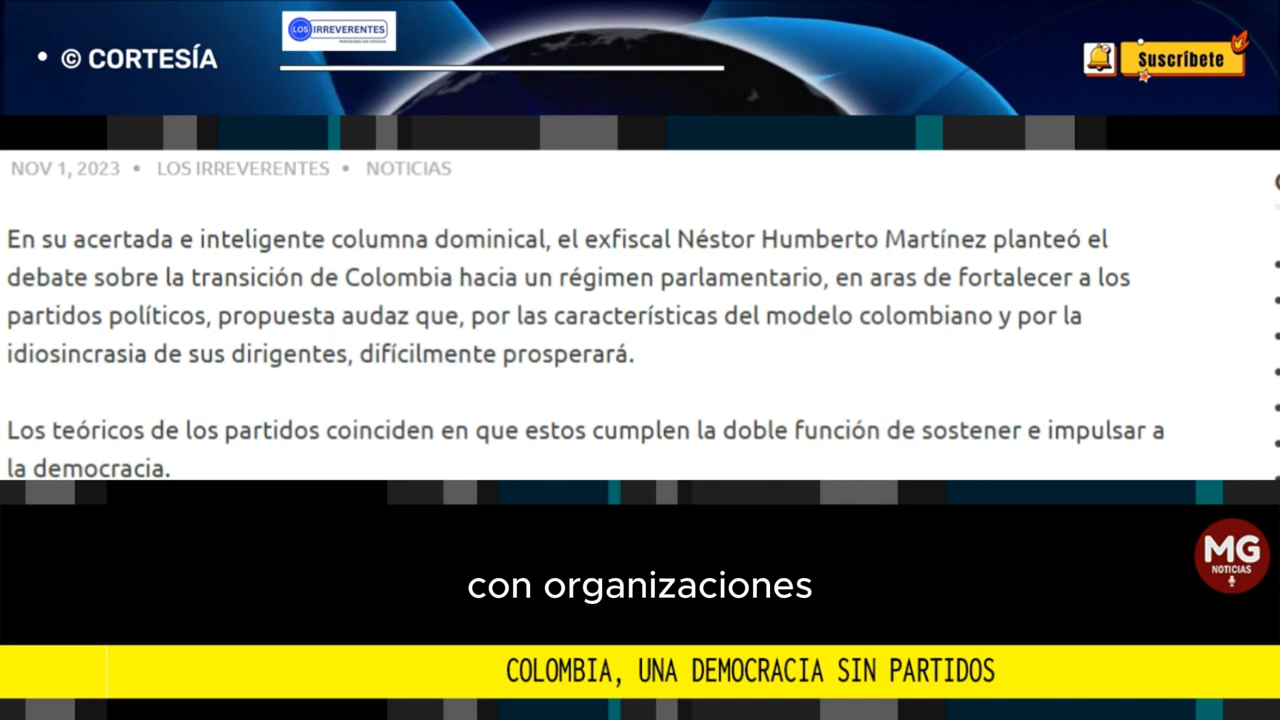 • © CORTESÍA
LOS IRREVERENTES
Suscríbete
NOV 1, 2023 • LOS IRREVERENTES • NOTICIAS
En su acertada e inteligente columna dominical, el exfiscal Néstor Humberto Martínez planteó el
debate sobre la transición de Colombia hacia un régimen parlamentario, en aras de fortalecer a los
partidos políticos, propuesta audaz que, por las características del modelo colombiano y por la
idiosincrasia de sus dirigentes, difícilmente prosperará.
Los teóricos de los partidos coinciden en que estos cumplen la doble función de sostener e impulsar a
la democracia.
MG
NOTICIAS
con organizaciones
COLOMBIA, UNA DEMOCRACIA SIN PARTIDOS